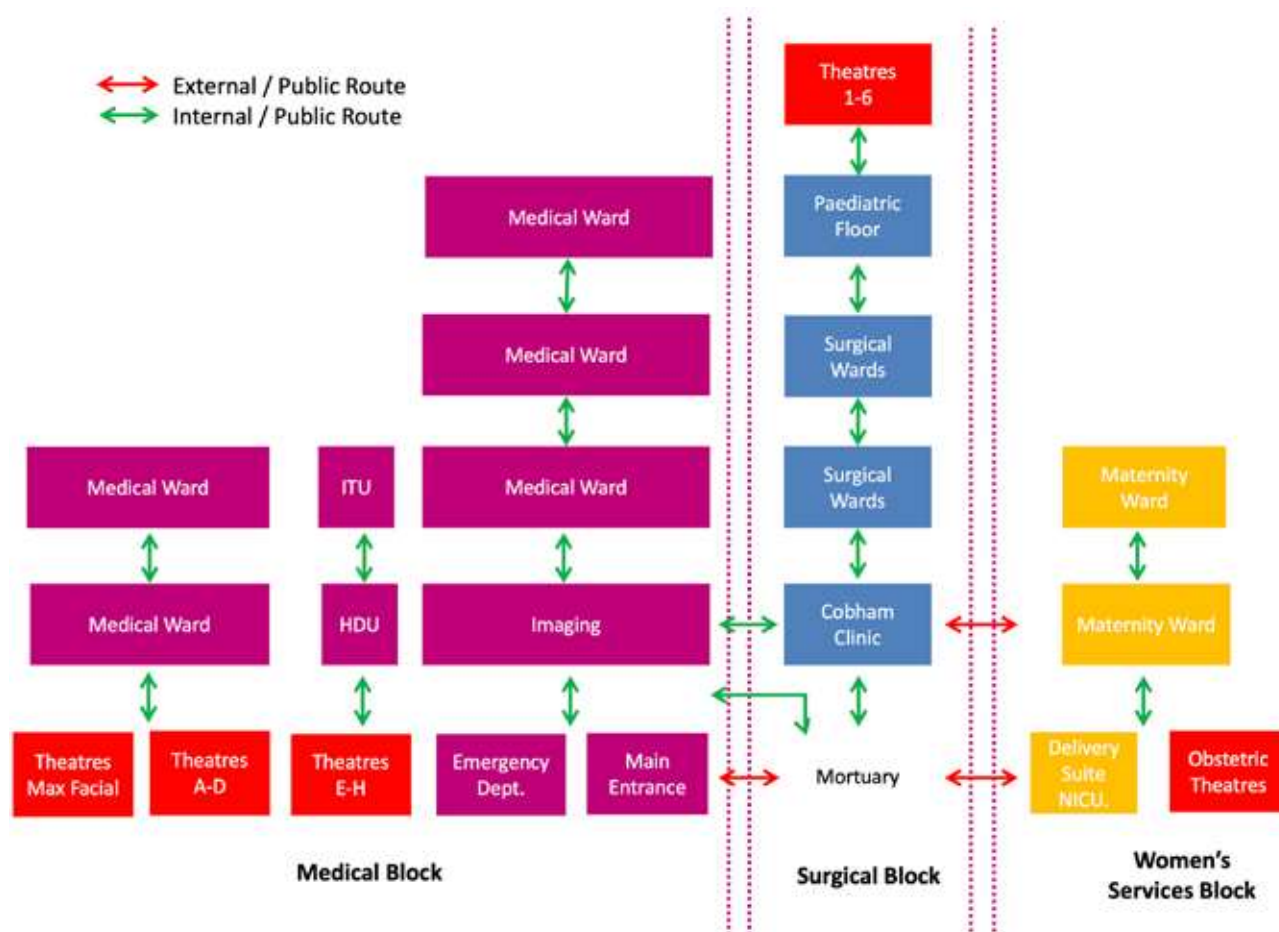 External / Public Route
Internal / Public Route
Theatres
1-6
Medical Ward
Paediatric
Floor
Medical Ward
Surgical
Wards
Medical Ward
ITU
Medical Ward
Surgical
Wards
Maternity
Ward
Medical Ward
HDU
Imaging
Cobham
Clinic
Maternity Ward
Theatres
Max Facial
Theatres
A-D
Theatres
E-H
Emergency
Dept.
Main
Entrance
Mortuary
Delivery
Suite
NICU.
Obstetric
Theatres
Medical Block
Surgical Block
Women's
Services Block